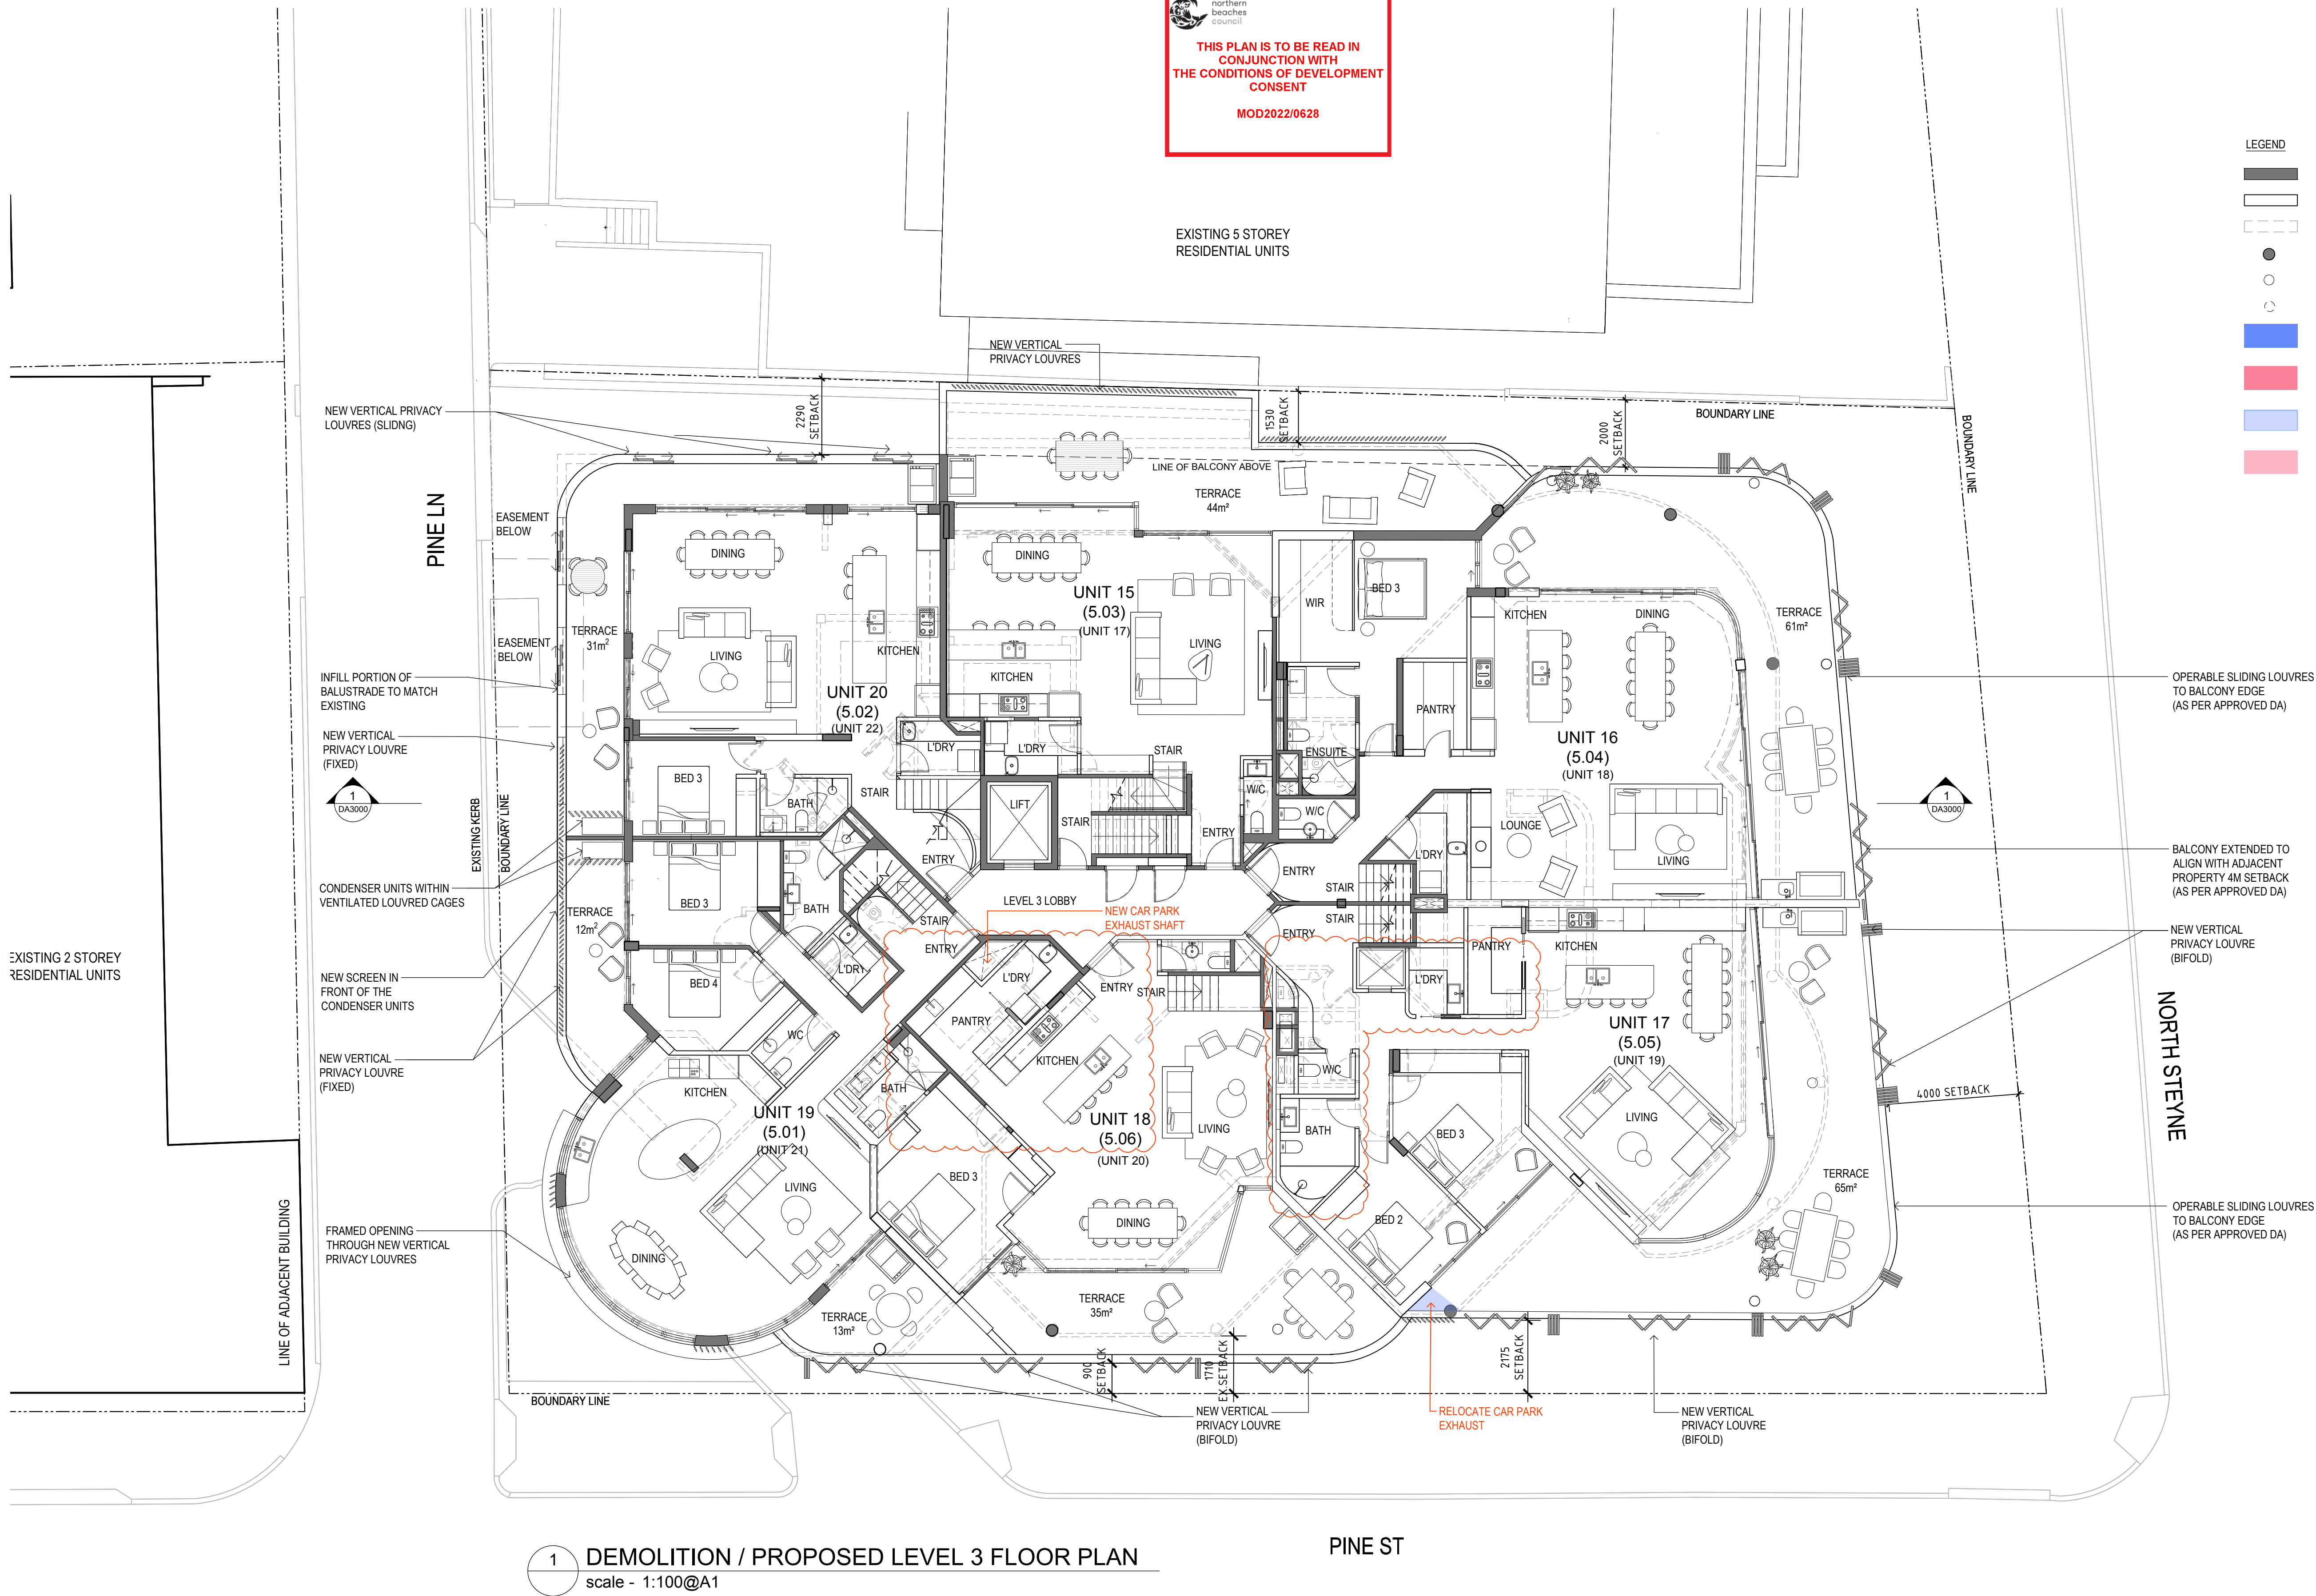 northern
beaches
council
THIS PLAN IS TO BE READ IN
CONJUNCTION WITH
THE CONDITIONS OF DEVELOPMENT
CONSENT
MOD2022/0628
LEGEND
EXISTING 5 STOREY
RESIDENTIAL UNITS
NEW VERTICAL
PRIVACY LOUVRES
NEW VERTICAL PRIVACY
LOUVRES (SLIDNG)
2290
SETBACK
1530
SETBACK
2000
SETBACK
BOUNDARY LINE
BOUNDARY LINE
LINE OF BALCONY ABOVE
TERRACE
44m²
PINE LN
EASEMENT
BELOW
EASEMENT
BELOW
TERRACE
31m²
DINING
LIVING
KITCHEN
UNIT 20
(5.02)
(UNIT 22)
DINING
UNIT 15
(5.03)
(UNIT 17)
LIVING
KITCHEN
WIR
BED 3
KITCHEN
DINING
TERRACE
61m²
PANTRY
UNIT 16
(5.04)
(UNIT 18)
LOUNGE
LIVING
INFILL PORTION OF
BALUSTRADE TO MATCH
EXISTING
NEW VERTICAL
PRIVACY LOUVRE
(FIXED)
1
DA3000
EXISTING KERB
BOUNDARY LINE
BED 3
BATH
STAIR
L'DRY
L'DRY
STAIR
LIFT
STAIR
ENTRY
W/C
ENSUITE
W/C
ENTRY
ENTRY
STAIR
STAIR
L'DRY
ENTRY
1
DA3000
OPERABLE SLIDING LOUVRES
TO BALCONY EDGE
(AS PER APPROVED DA)
BALCONY EXTENDED TO
ALIGN WITH ADJACENT
PROPERTY 4M SETBACK
(AS PER APPROVED DA)
NEW VERTICAL
PRIVACY LOUVRE
(BIFOLD)
CONDENSER UNITS WITHIN
VENTILATED LOUVRED CAGES
BED 3
BATH
TERRACE
12m²
STAIR
ENTRY
LEVEL 3 LOBBY
NEW CAR PARK
EXHAUST SHAFT
EXISTING 2 STOREY
RESIDENTIAL UNITS
NEW SCREEN IN
FRONT OF THE
CONDENSER UNITS
BED 4
L'DRY
L'DRY
ENTRY
STAIR
PANTRY
KITCHEN
L'DRY
PANTRY
KITCHEN
UNIT 17
(5.05)
(UNIT 19)
NORTH STEYNE
4000 SETBACK
NEW VERTICAL
PRIVACY LOUVRE
(FIXED)
WC
KITCHEN
UNIT 19
(5.01)
(UNIT 21)
BATH
UNIT 18
(5.06)
(UNIT 20)
LIVING
W/C
BATH
BED 3
LIVING
LIVING
BED 3
DINING
BED 2
TERRACE
65m²
OPERABLE SLIDING LOUVRES
TO BALCONY EDGE
(AS PER APPROVED DA)
FRAMED OPENING
THROUGH NEW VERTICAL
PRIVACY LOUVRES
DINING
TERRACE
13m²
TERRACE
35m²
LINE OF ADJACENT BUILDING
900
SETBACK
1710
EX.SETBACK
2175
SETBACK
BOUNDARY LINE
NEW VERTICAL
PRIVACY LOUVRE
(BIFOLD)
RELOCATE CAR PARK
EXHAUST
NEW VERTICAL
PRIVACY LOUVRE
(BIFOLD)
PINE ST
1
DEMOLITION / PROPOSED LEVEL 3 FLOOR PLAN
scale - 1:100@A1